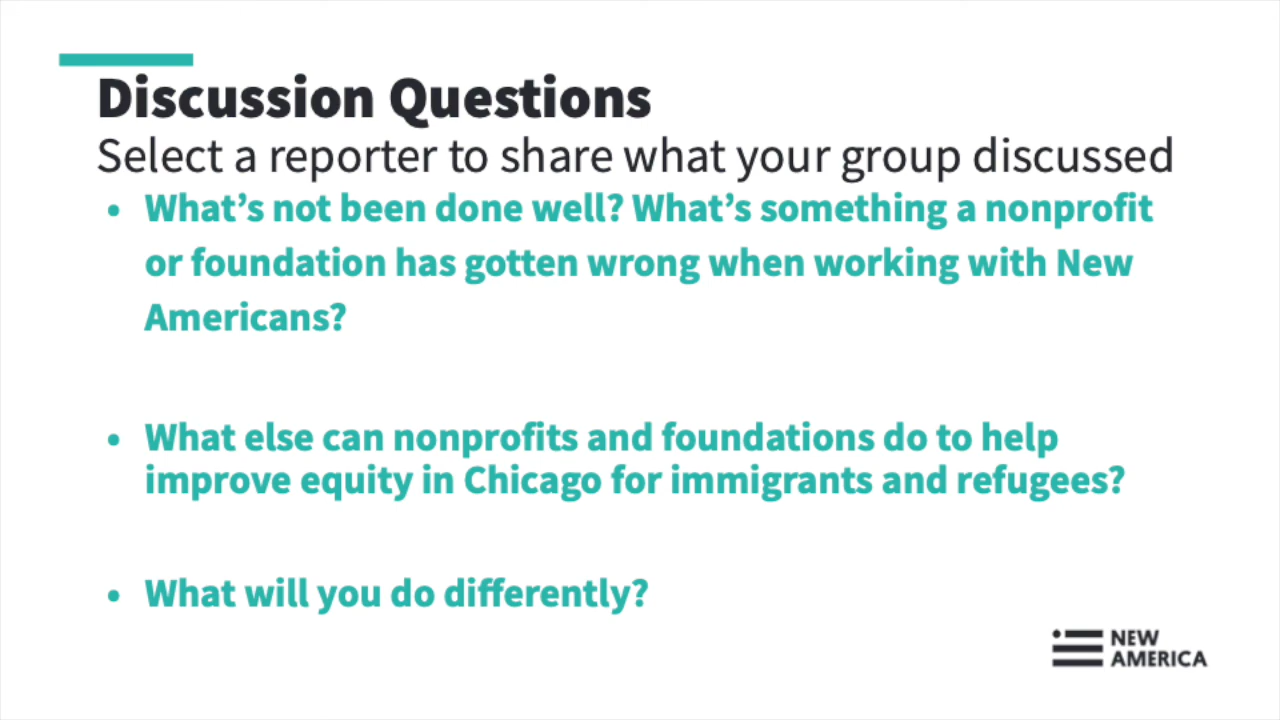 Discussion Questions
Select a reporter to share what your group discussed
• What’s not been done well? What’s something a nonprofit
or foundation has gotten wrong when working with New
Americans?
• What else can nonprofits and foundations do to help
improve equity in Chicago for immigrants and refugees?
• What will you do differently?
NEW
AMERICA